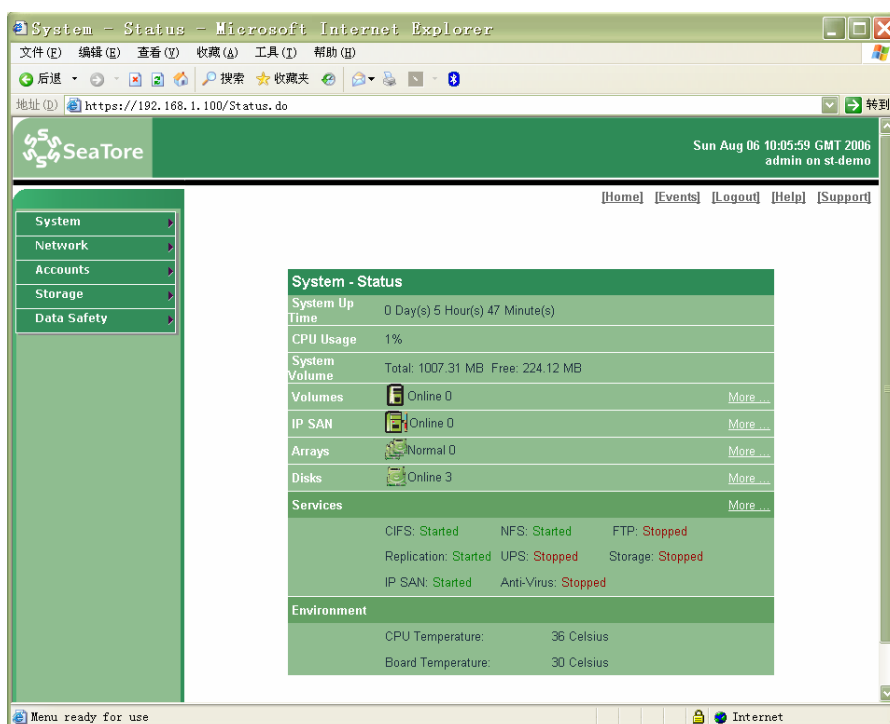 System - Status - Microsoft Internet Explorer
文件(F) 编辑(E) 查看(V) 收藏(A) 工具(T) 帮助(H)
后退 搜索 收藏夹
地址(D) https://192.168.1.100/Status.do 转到
SeaTore
Sun Aug 06 10:05:59 GMT 2006
admin on st-demo
[Home] [Events] [Logout] [Help] [Support]
System
Network
Accounts
Storage
Data Safety
System - Status
System Up Time 0 Day(s) 5 Hour(s) 47 Minute(s)
CPU Usage 1%
System Volume Total: 1007.31 MB Free: 224.12 MB
Volumes Online 0 More ...
IP SAN Online 0 More ...
Arrays Normal 0 More ...
Disks Online 3 More ...
Services More ...
CIFS: Started NFS: Started FTP: Stopped
Replication: Started UPS: Stopped Storage: Stopped
IP SAN: Started Anti-Virus: Stopped
Environment
CPU Temperature: 36 Celsius
Board Temperature: 30 Celsius
Menu ready for use Internet